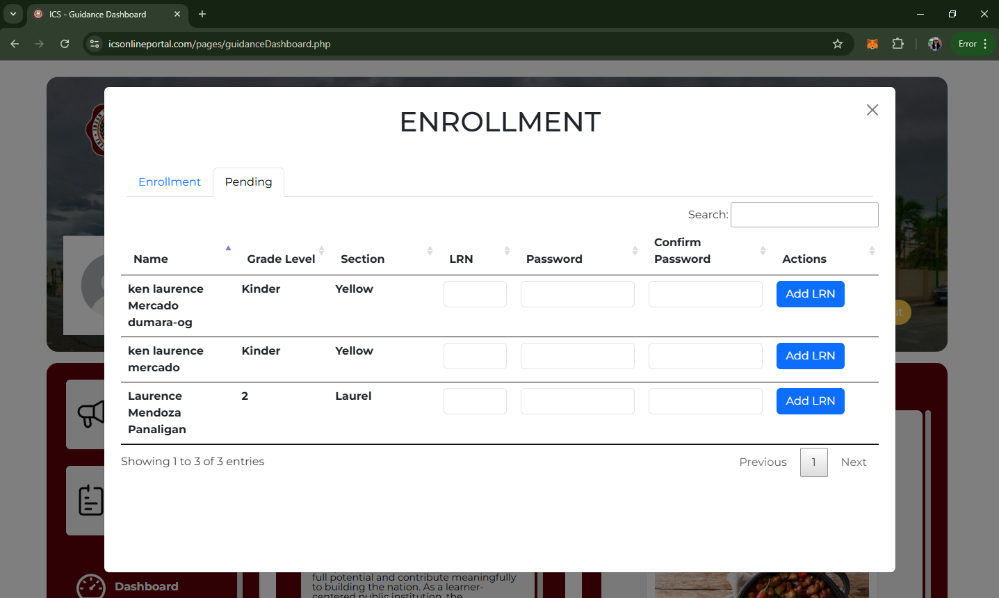 ICS - Guidance Dashboard
icsonlineportal.com/pages/guidanceDashboard.php
Error
ENROLLMENT
Enrollment
Pending
Search:
Name
Grade Level
Section
LRN
Password
Confirm
Password
Actions
ken laurence
Mercado
dumara-og
Kinder
Yellow
Add LRN
ken laurence
mercado
Kinder
Yellow
Add LRN
Laurence
Mendoza
Panaligan
2
Laurel
Add LRN
Showing 1 to 3 of 3 entries
Previous
1
Next
Dashboard
full potential and contribute meaningfully
to building the nation. As a learner-
centered public institution, the